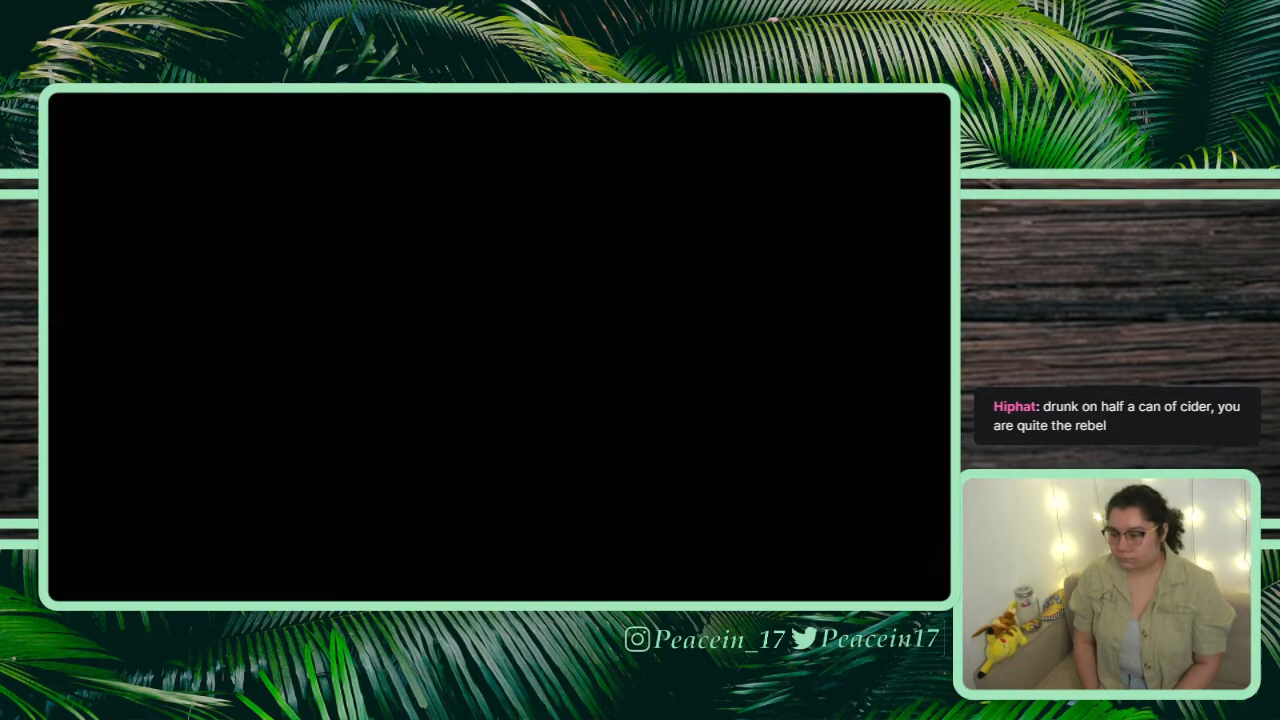 Hiphat: drunk on half a can of cider, you
are quite the rebel
Peacein_17 Peacein17